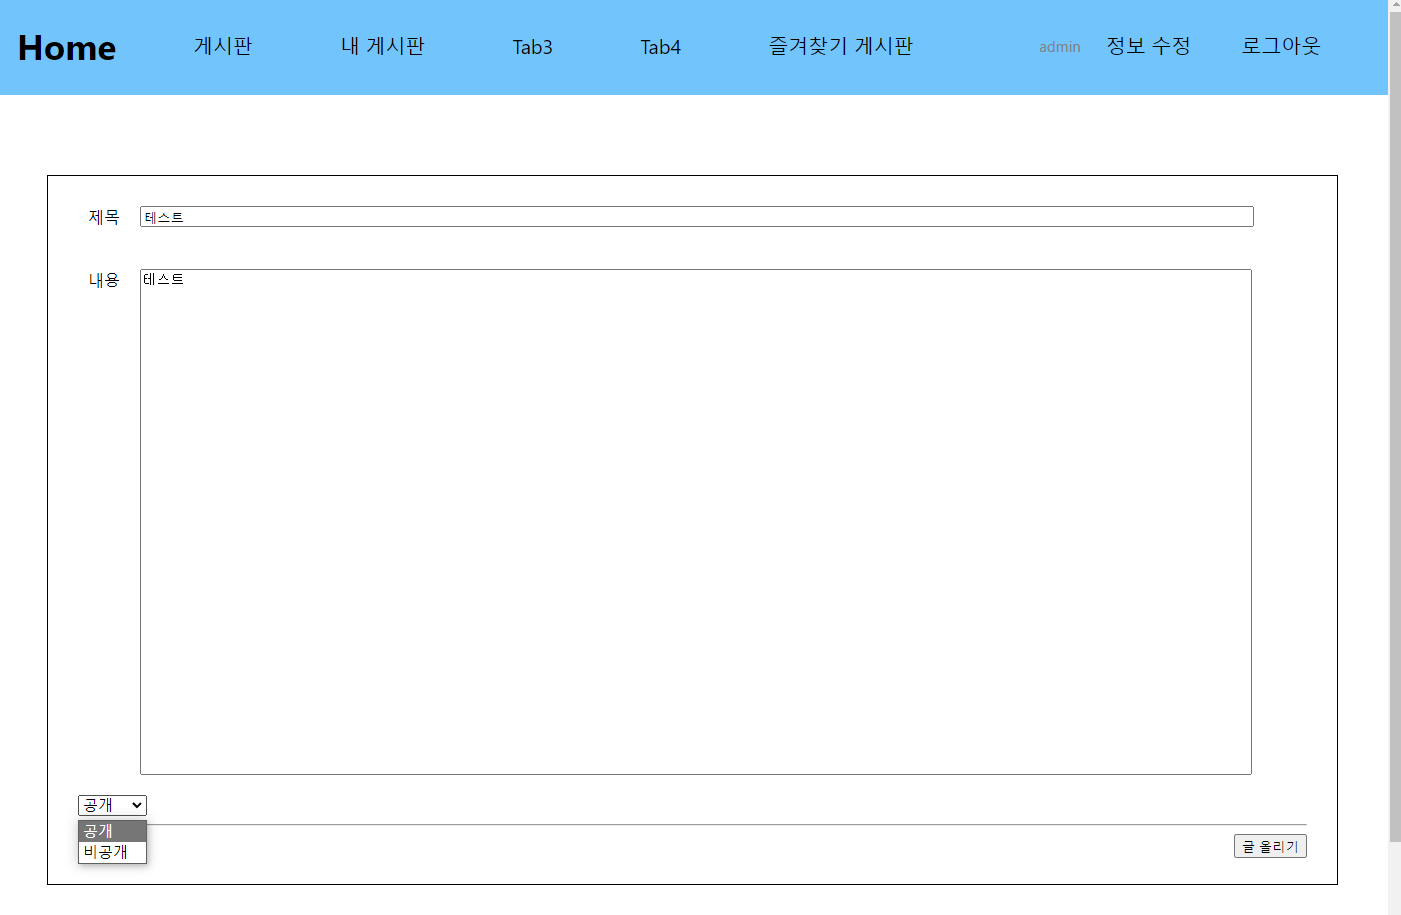 Home 게시판 내 게시판 Tab3 Tab4 즐겨찾기 게시판 admin 정보 수정 로그아웃
제목 테스트
내용 테스트
공개
공개
비공개
글 올리기